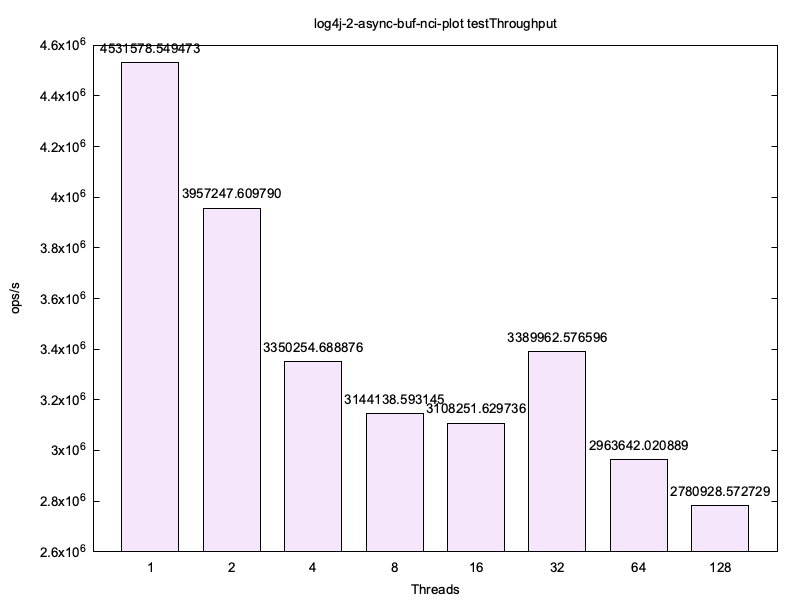 log4j-2-async-buf-nci-plot testThroughput
4.6x10⁶
4531578.549473
4.4x10⁶
4.2x10⁶
4x10⁶
3957247.609790
3.8x10⁶
3.6x10⁶
3.4x10⁶
3350254.688876
3389962.576596
3.2x10⁶
3144138.593145
3108251.629736
3x10⁶
2963642.020889
2.8x10⁶
2780928.572729
2.6x10⁶
ops/s
1 2 4 8 16 32 64 128
Threads